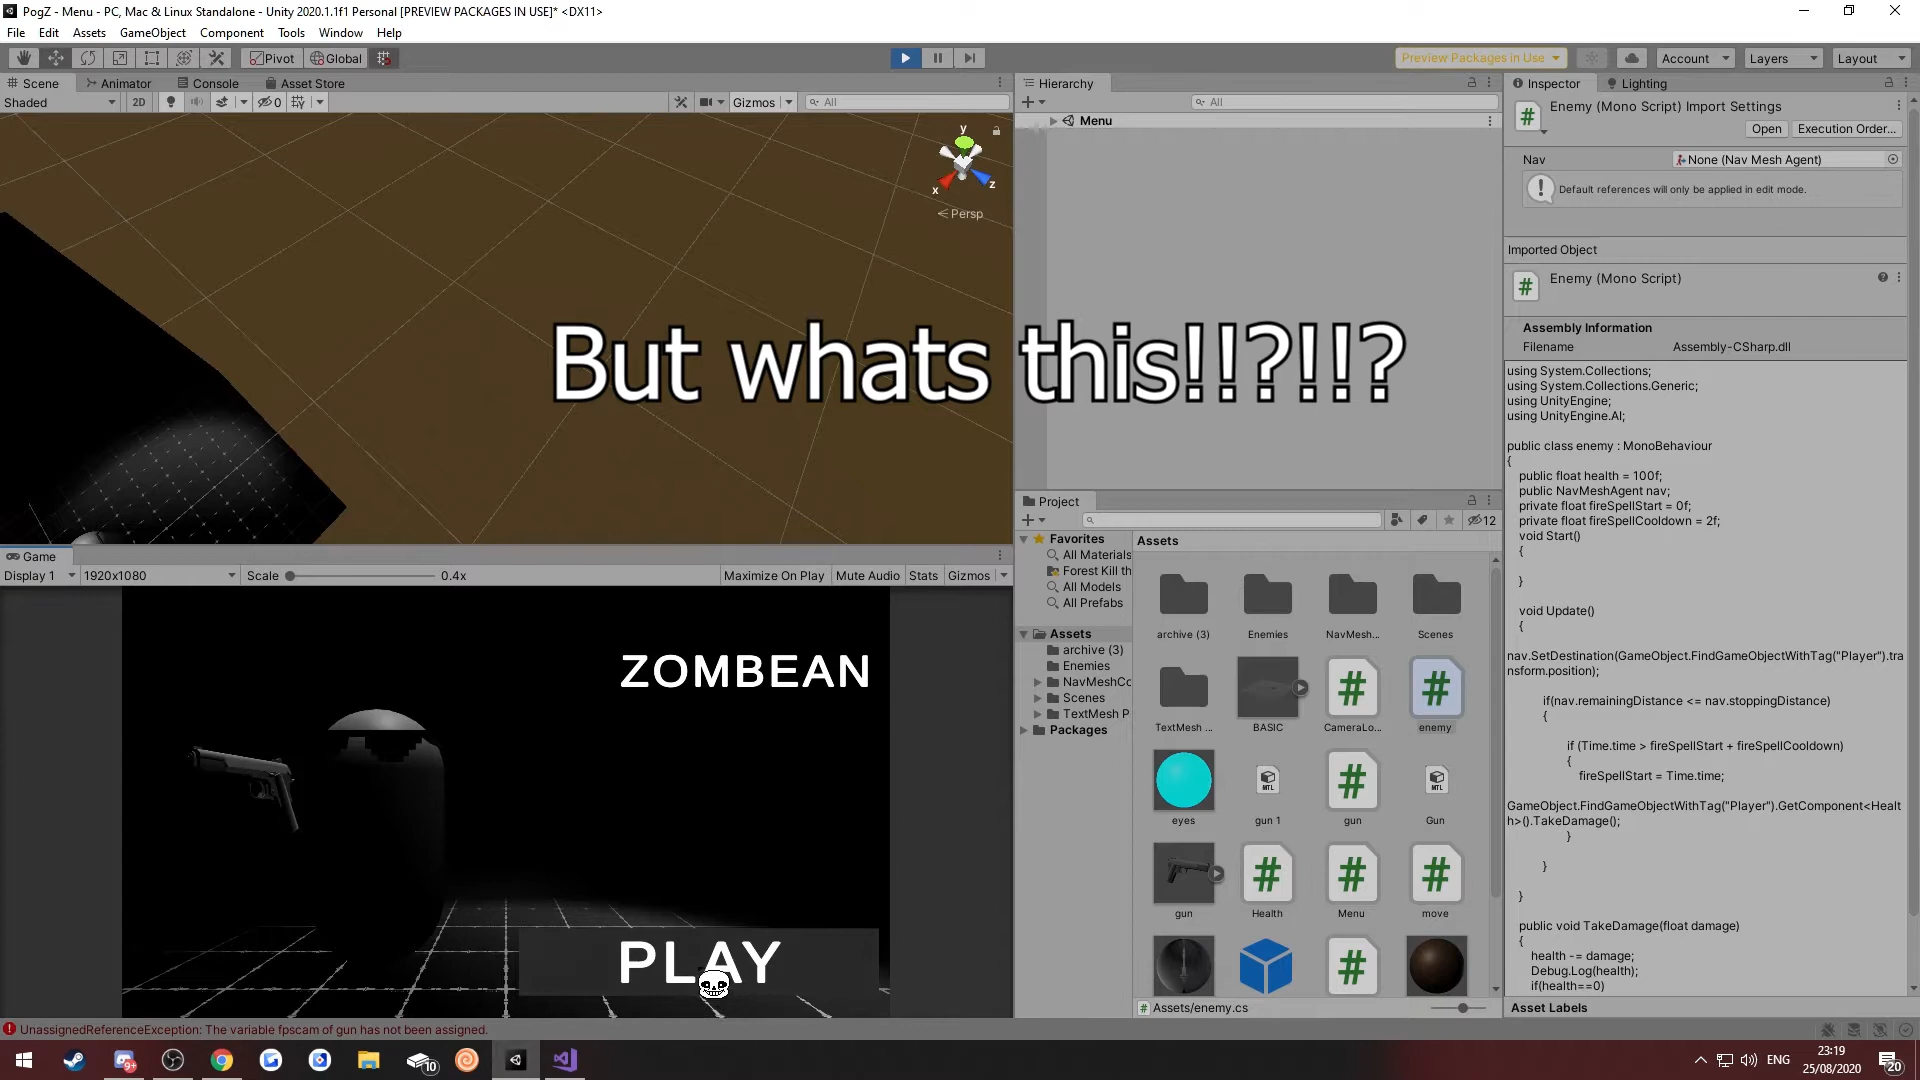 PogZ - Menu - PC, Mac & Linux Standalone - Unity 2020.1.1f1 Personal [PREVIEW PACKAGES IN USE]* <DX11>
File Edit Assets GameObject Component Tools Window Help
Pivot Global
Preview Packages in Use Account Layers Layout
Scene Animator Console Asset Store
Shaded 2D 0 Gizmos All
y
x
z
Persp
Hierarchy
All
Menu
But whats this!!?!!?
Inspector Lighting
Enemy (Mono Script) Import Settings
Open Execution Order...
Nav None (Nav Mesh Agent)
Default references will only be applied in edit mode.
Imported Object
Enemy (Mono Script)
Assembly Information
Filename Assembly-CSharp.dll
using System.Collections;
using System.Collections.Generic;
using UnityEngine;
using UnityEngine.AI;
public class enemy : MonoBehaviour
{
public float health = 100f;
public NavMeshAgent nav;
private float fireSpellStart = 0f;
private float fireSpellCooldown = 2f;
void Start()
{
}
void Update()
{
nav.SetDestination(GameObject.FindGameObjectWithTag("Player").tra
nsform.position);
if(nav.remainingDistance <= nav.stoppingDistance)
{
if (Time.time > fireSpellStart + fireSpellCooldown)
{
fireSpellStart = Time.time;
GameObject.FindGameObjectWithTag("Player").GetComponent<Healt
h>().TakeDamage();
}
}
}
public void TakeDamage(float damage)
{
health -= damage;
Debug.Log(health);
if(health==0)
Asset Labels
Project
12
Favorites
All Materials
Forest Kill th
All Models
All Prefabs
Assets
archive (3)
Enemies
NavMeshCo
Scenes
TextMesh P
Packages
Assets
archive (3) Enemies NavMesh... Scenes
TextMesh ... BASIC CameraLo... enemy
MTL MTL
eyes gun 1 gun Gun
gun Health Menu move
Assets/enemy.cs
Game
Display 1 1920x1080 Scale 0.4x Maximize On Play Mute Audio Stats Gizmos
ZOMBEAN
PLAY
UnassignedReferenceException: The variable fpscam of gun has not been assigned.
9+ 10 ENG 23:19
25/08/2020 20